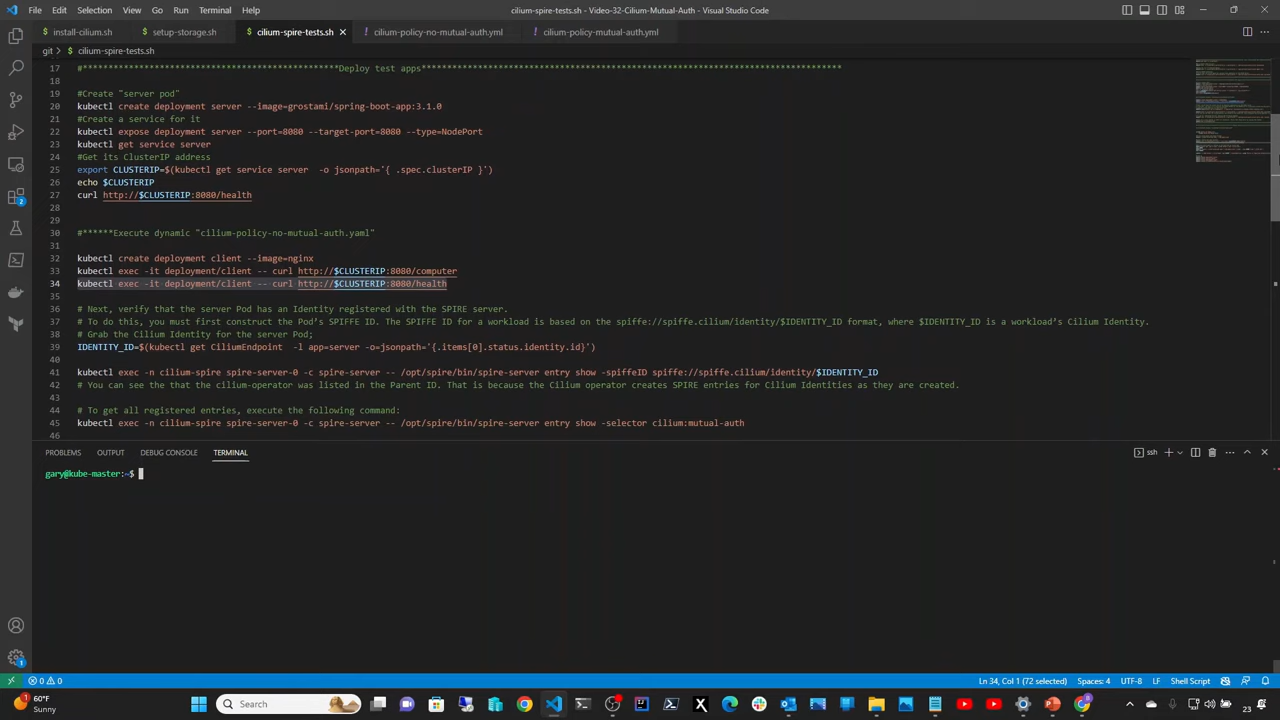 File Edit Selection View Go Run Terminal Help
cilium-spire-tests.sh - Video-32-Cilium-Mutual-Auth - Visual Studio Code
$ install-cilium.sh
$ setup-storage.sh
$ cilium-spire-tests.sh
! cilium-policy-no-mutual-auth.yml
! cilium-policy-mutual-auth.yml
git > $ cilium-spire-tests.sh
17 #*************************************************Deploy test apps*******************************************************************************
18
19 #Create "server pod"
20 kubectl create deployment server --image=grostami/spring-boot-app:3.1.0
21 #Create a service for it
22 kubectl expose deployment server --port=8080 --target-port=8080 --type=NodePort
23 kubectl get service server
24 #Get its ClusterIP address
25 export CLUSTERIP=$(kubectl get service server  -o jsonpath='{ .spec.clusterIP }')
26 echo $CLUSTERIP
27 curl http://$CLUSTERIP:8080/health
28
29
30 #******Execute dynamic "cilium-policy-no-mutual-auth.yaml"
31
32 kubectl create deployment client --image=nginx
33 kubectl exec -it deployment/client -- curl http://$CLUSTERIP:8080/computer
34 kubectl exec -it deployment/client -- curl http://$CLUSTERIP:8080/health
35
36 # Next, verify that the server Pod has an Identity registered with the SPIRE server.
37 # To do this, you must first construct the Pod's SPIFFE ID. The SPIFFE ID for a workload is based on the spiffe://spiffe.cilium/identity/$IDENTITY_ID format, where $IDENTITY_ID is a workload's Cilium Identity.
38 # Grab the Cilium Identity for the server Pod;
39 IDENTITY_ID=$(kubectl get CiliumEndpoint  -l app=server -o=jsonpath='{.items[0].status.identity.id}')
40
41 kubectl exec -n cilium-spire spire-server-0 -c spire-server -- /opt/spire/bin/spire-server entry show -spiffeID spiffe://spiffe.cilium/identity/$IDENTITY_ID
42 # You can see the that the cilium-operator was listed in the Parent ID. That is because the Cilium operator creates SPIRE entries for Cilium Identities as they are created.
43
44 # To get all registered entries, execute the following command:
45 kubectl exec -n cilium-spire spire-server-0 -c spire-server -- /opt/spire/bin/spire-server entry show -selector cilium:mutual-auth
46
PROBLEMS OUTPUT DEBUG CONSOLE TERMINAL
ssh
gary@kube-master:~$
2
1
0 0
Ln 34, Col 1 (72 selected) Spaces: 4 UTF-8 LF Shell Script
1
60°F
Sunny
Search
23